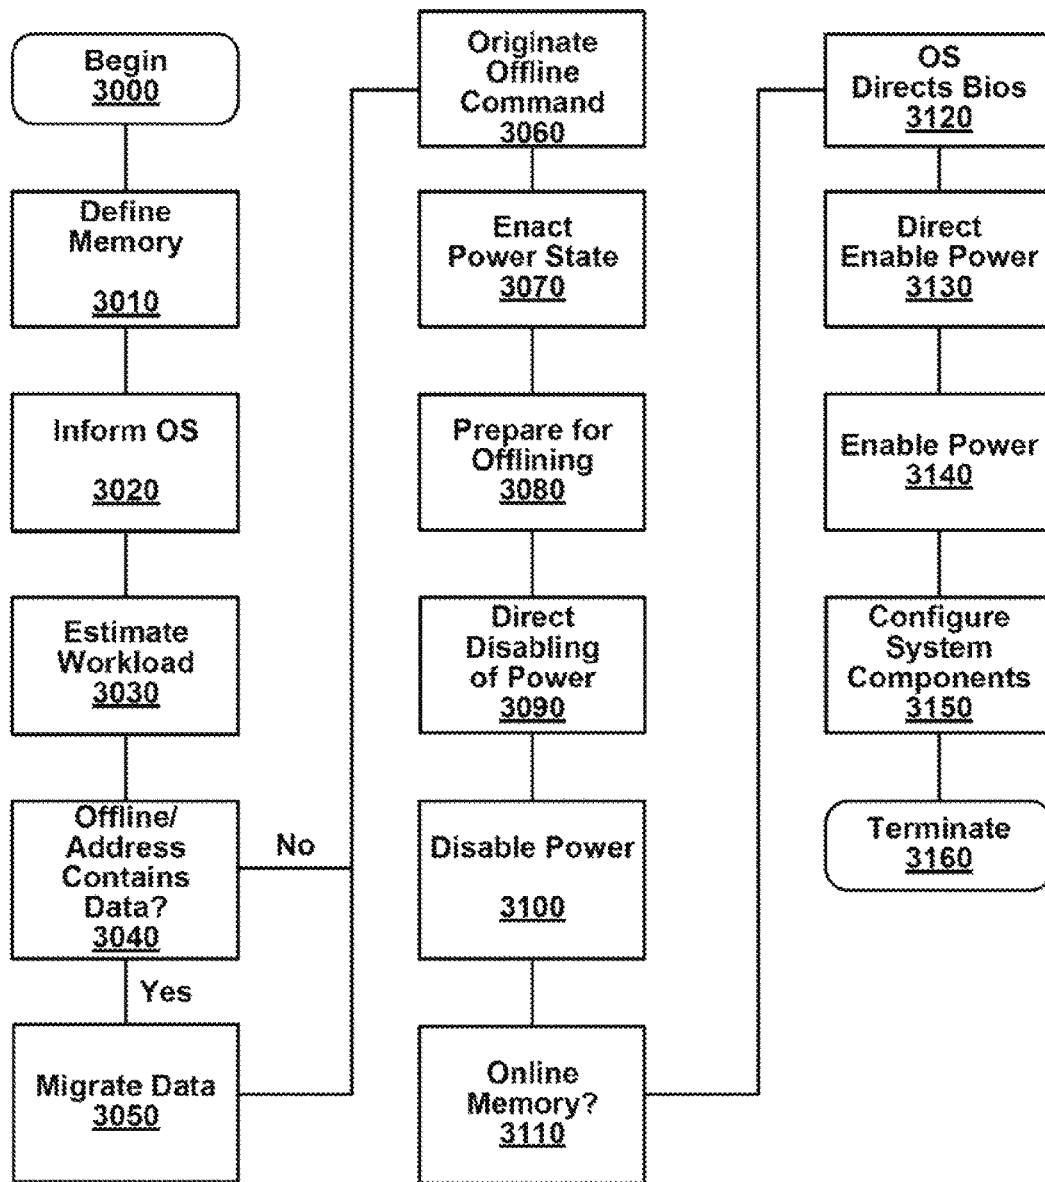 Begin
3000
Define
Memory
3010
Inform OS
3020
Estimate
Workload
3030
Offline/
Address
Contains
Data?
3040
No
Yes
Migrate Data
3050
Originate
Offline
Command
3060
Enact
Power State
3070
Prepare for
Offlining
3080
Direct
Disabling
of Power
3090
Disable Power
3100
Online
Memory?
3110
OS
Directs Bios
3120
Direct
Enable Power
3130
Enable Power
3140
Configure
System
Components
3150
Terminate
3160